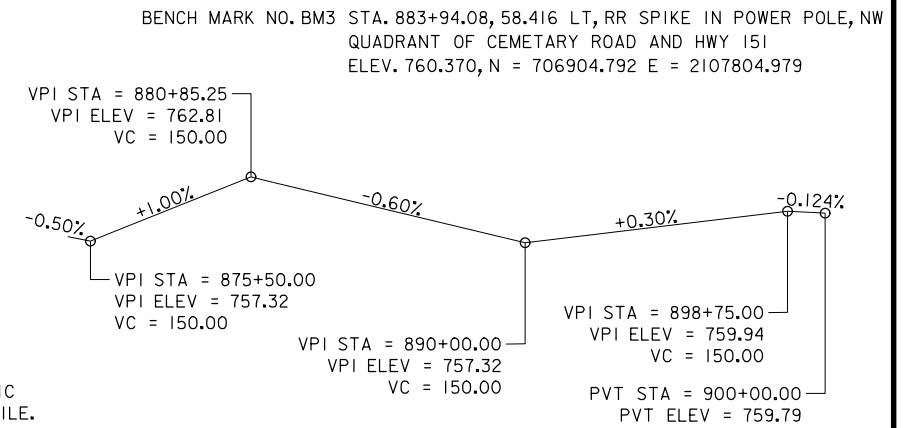 BENCH MARK NO. BM3 STA. 883+94.08, 58.416 LT, RR SPIKE IN POWER POLE, NW
QUADRANT OF CEMETARY ROAD AND HWY 151
ELEV. 760.370, N = 706904.792 E = 2107804.979
VPI STA = 880+85.25
VPI ELEV = 762.81
VC = 150.00
-0.50%
+1.00%
-0.60%
+0.30%
-0.124%
VPI STA = 875+50.00
VPI ELEV = 757.32
VC = 150.00
VPI STA = 890+00.00
VPI ELEV = 757.32
VC = 150.00
VPI STA = 898+75.00
VPI ELEV = 759.94
VC = 150.00
PVT STA = 900+00.00
PVT ELEV = 759.79
IC
ILE.